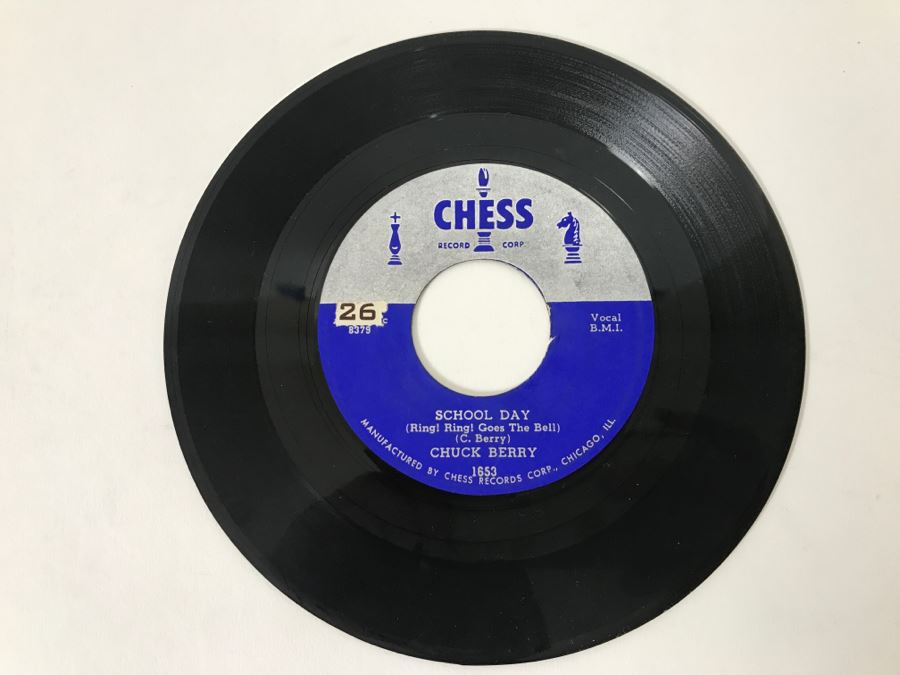 CHESS
RECORD CORP
26
8379
Vocal
B.M.I.
SCHOOL DAY
(Ring! Ring! Goes The Bell)
(C. Berry)
CHUCK BERRY
1653
MANUFACTURED BY CHESS RECORDS CORP., CHICAGO, ILL